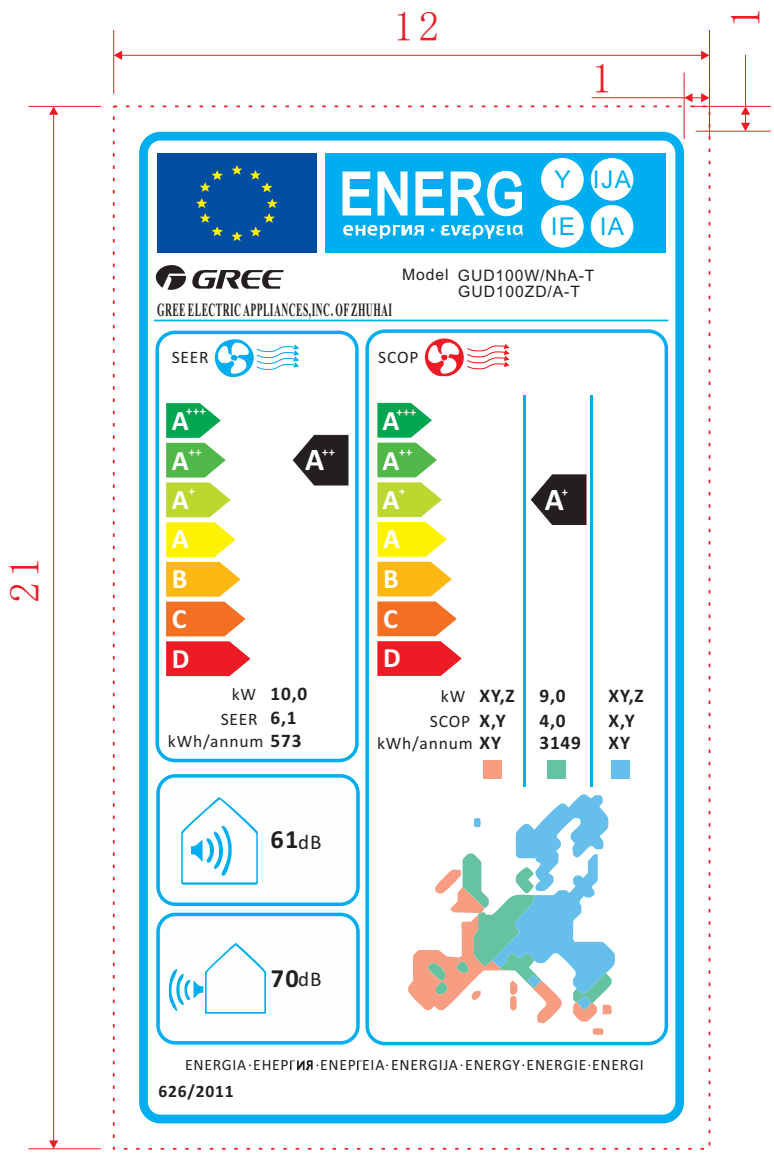 12
1
1
21
ENERG
енергия · ενεργεια
Y IJA
IE IA
GREE
Model GUD100W/NhA-T
GUD100ZD/A-T
GREE ELECTRIC APPLIANCES,INC. OF ZHUHAI
SEER
A+++
A++
A+
A
B
C
D
A++
kW 10,0
SEER 6,1
kWh/annum 573
SCOP
A+++
A++
A+
A
B
C
D
A+
kW XY,Z 9,0 XY,Z
SCOP X,Y 4,0 X,Y
kWh/annum XY 3149 XY
61dB
70dB
ENERGIA·ЕНЕРГИЯ·ΕΝΕΡΓΕΙΑ·ENERGIJA·ENERGY·ENERGIE·ENERGI
626/2011